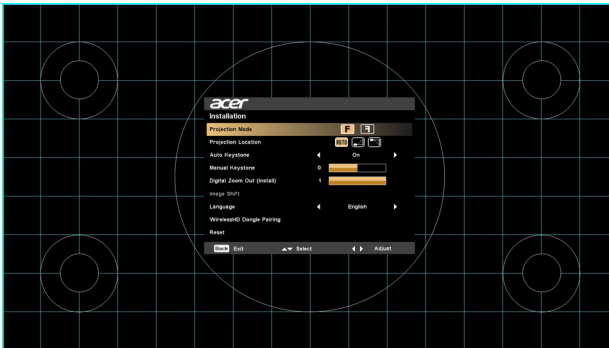 acer
Installation
Projection Mode F F
Projection Location AUTO
Auto Keystone On
Manual Keystone 0
Digital Zoom Out (Install) 1
Image Shift
Language English
WirelessHD Dongle Pairing
Reset
Back Exit Select Adjust